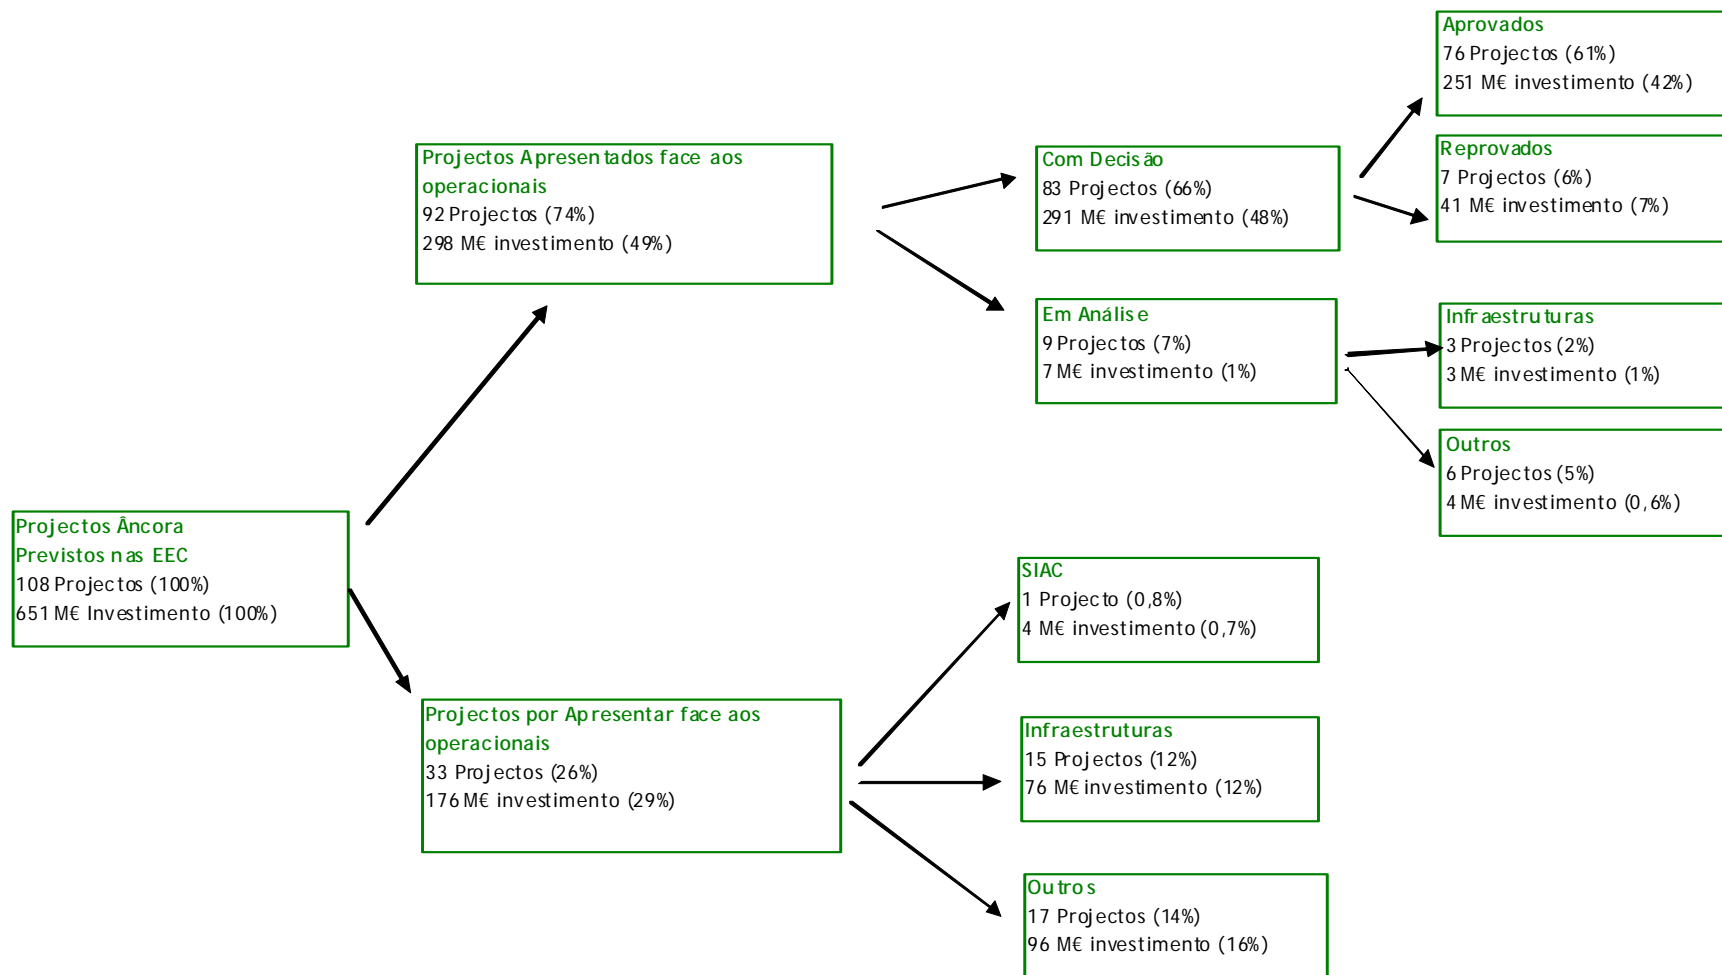 Projectos Âncora
Previstos nas EEC
108 Projectos (100%)
651 M€ Investimento (100%)
Projectos Apresentados face aos
operacionais
92 Projectos (74%)
298 M€ investimento (49%)
Com Decisão
83 Projectos (66%)
291 M€ investimento (48%)
Aprovados
76 Projectos (61%)
251 M€ investimento (42%)
Reprovados
7 Projectos (6%)
41 M€ investimento (7%)
Em Análise
9 Projectos (7%)
7 M€ investimento (1%)
Infraestruturas
3 Projectos (2%)
3 M€ investimento (1%)
Outros
6 Projectos (5%)
4 M€ investimento (0,6%)
Projectos por Apresentar face aos
operacionais
33 Projectos (26%)
176 M€ investimento (29%)
SIAC
1 Projecto (0,8%)
4 M€ investimento (0,7%)
Infraestruturas
15 Projectos (12%)
76 M€ investimento (12%)
Outros
17 Projectos (14%)
96 M€ investimento (16%)